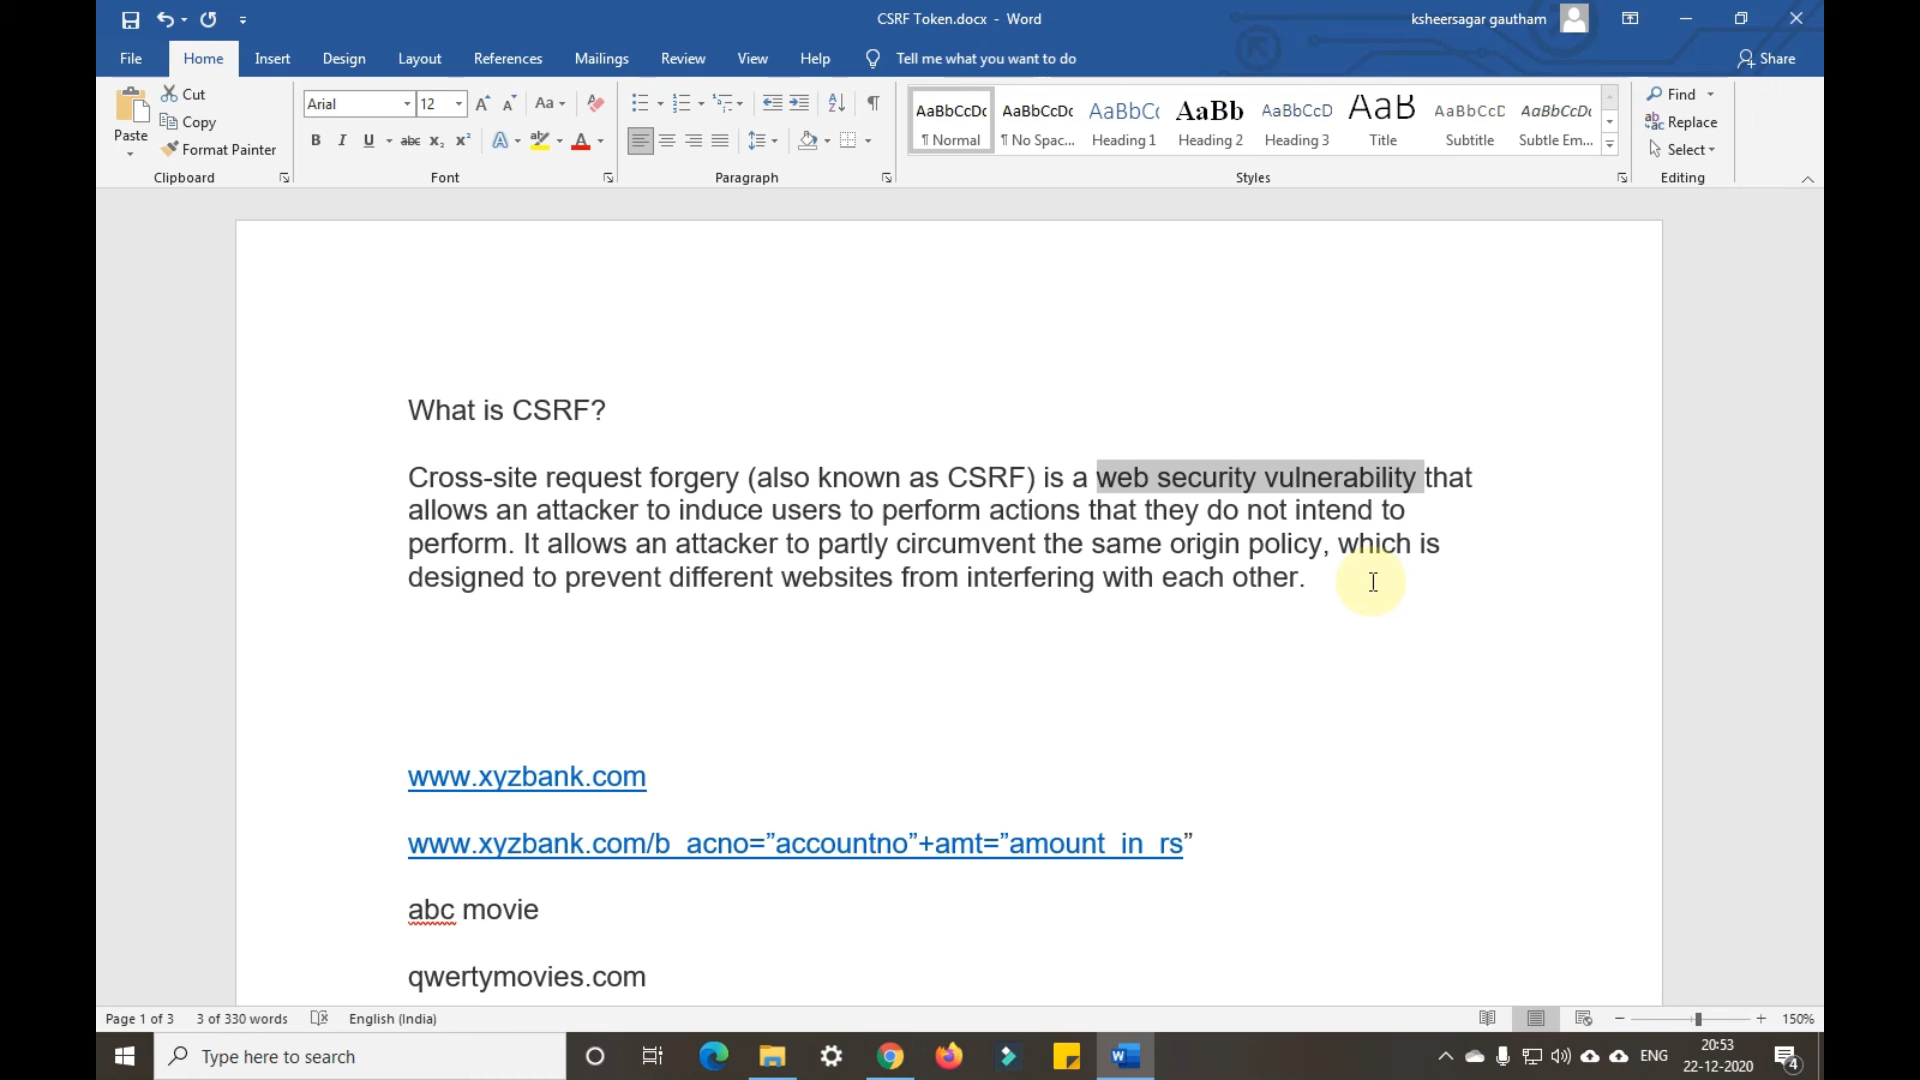 CSRF Token.docx - Word
ksheersagar gautham
File Home Insert Design Layout References Mailings Review View Help Tell me what you want to do Share
Cut
Copy
Format Painter
Paste
Clipboard
Arial 12
Font
Paragraph
AaBbCcDc AaBbCcDc AaBbCc AaBb AaBbCcD AaB AaBbCcD AaBbCcDc
¶ Normal ¶ No Spac... Heading 1 Heading 2 Heading 3 Title Subtitle Subtle Em...
Styles
Find
Replace
Select
Editing
What is CSRF?
Cross-site request forgery (also known as CSRF) is a web security vulnerability that
allows an attacker to induce users to perform actions that they do not intend to
perform. It allows an attacker to partly circumvent the same origin policy, which is
designed to prevent different websites from interfering with each other.
www.xyzbank.com
www.xyzbank.com/b_acno=”accountno”+amt=”amount_in_rs”
abc movie
qwertymovies.com
Page 1 of 3 3 of 330 words English (India) 150%
Type here to search
ENG
20:53
22-12-2020
4